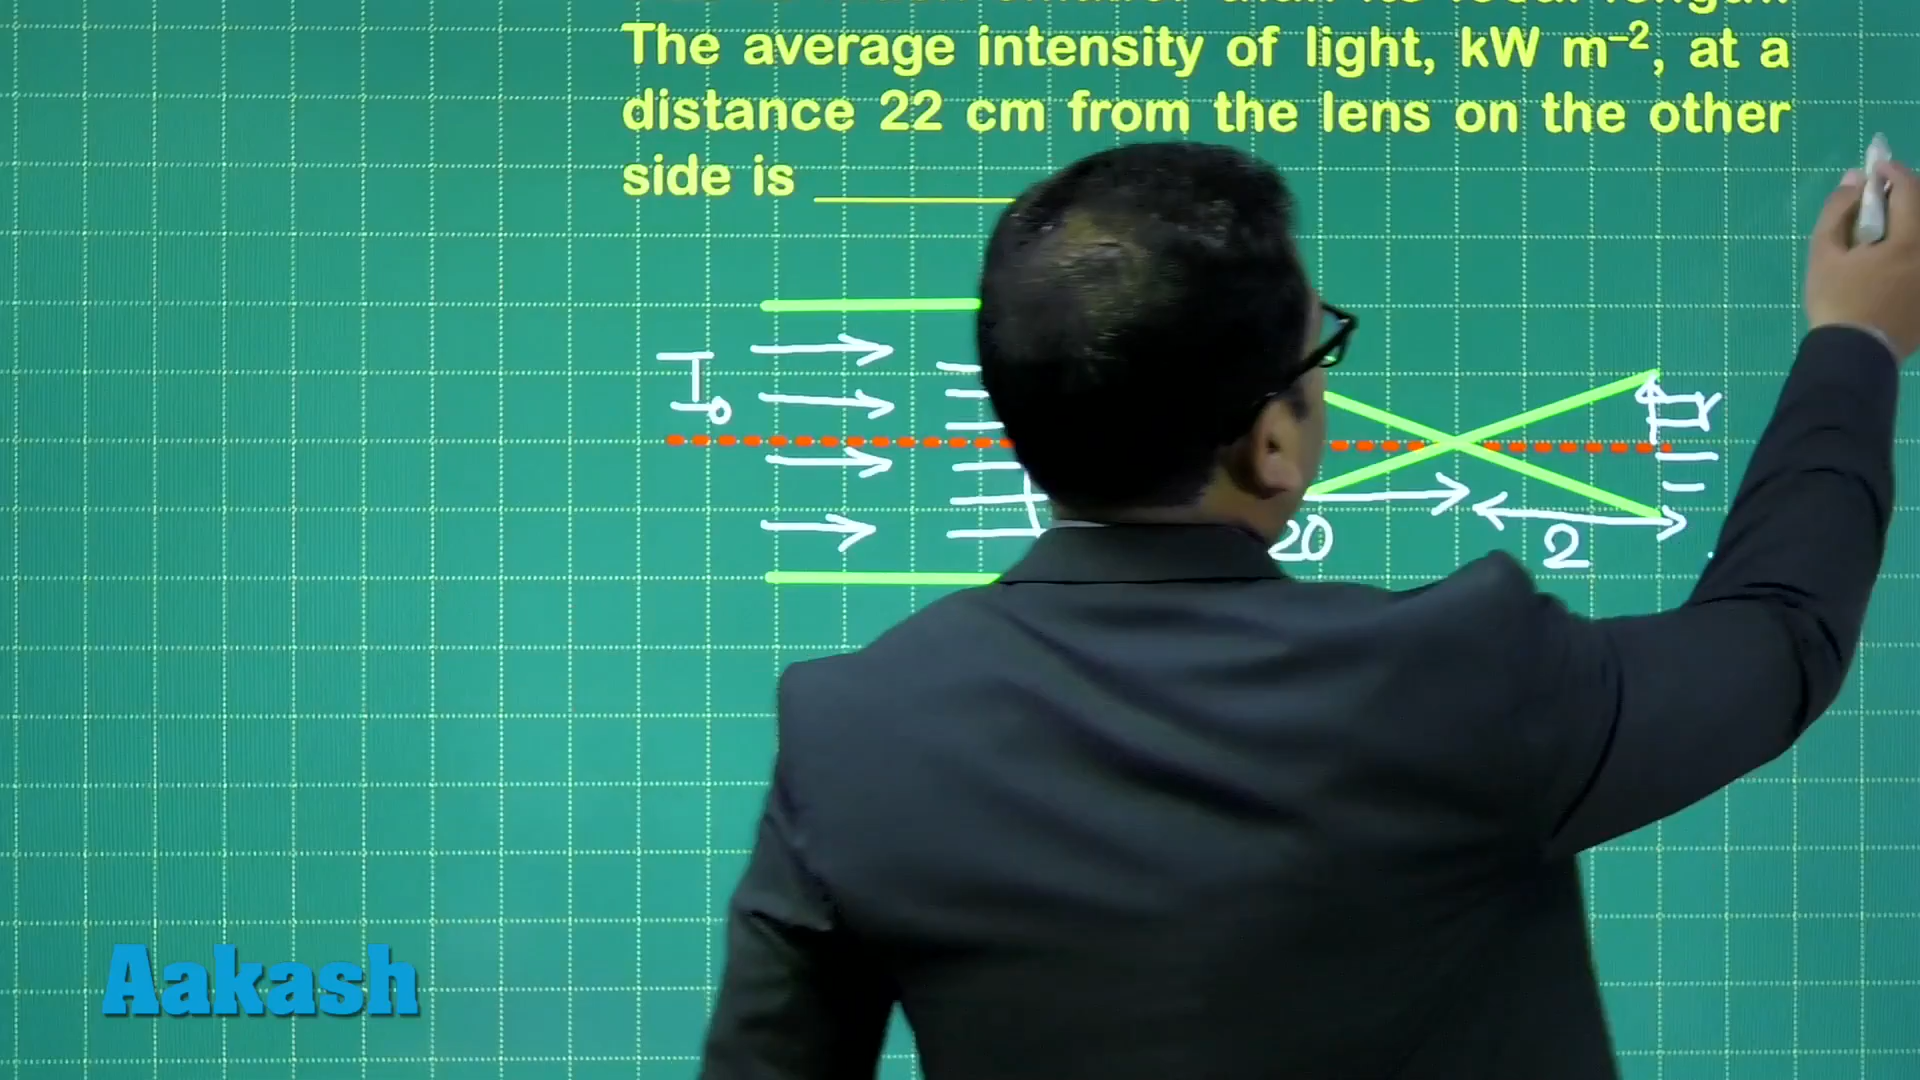 The average intensity of light, kW m⁻², at a
distance 22 cm from the lens on the other
side is
I₀
20
2
Aakash